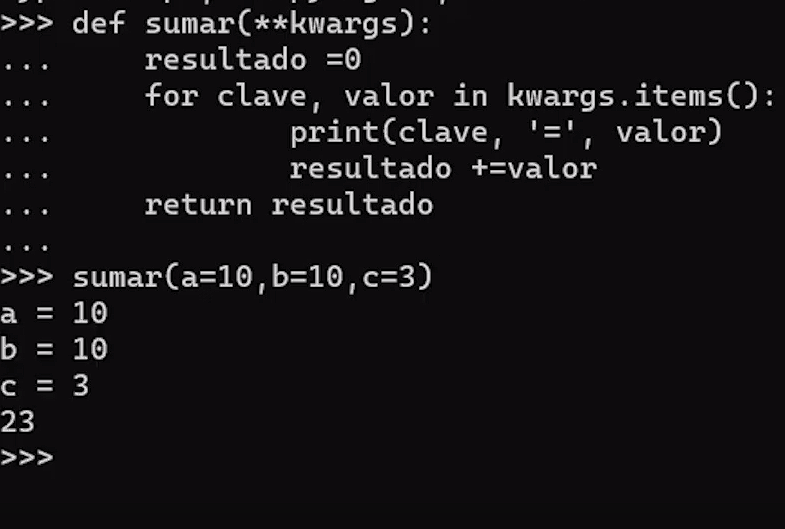 >>> def sumar(**kwargs):
...     resultado =0
...     for clave, valor in kwargs.items():
...             print(clave, '=', valor)
...             resultado +=valor
...     return resultado
...
>>> sumar(a=10,b=10,c=3)
a = 10
b = 10
c = 3
23
>>>